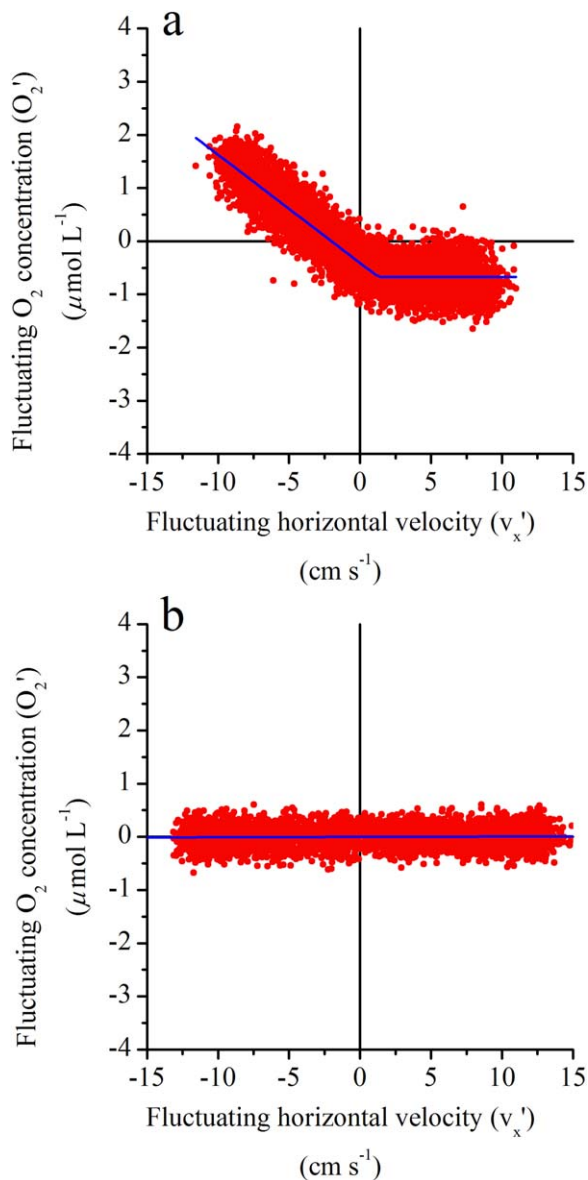 a
Fluctuating O₂ concentration (O₂')
(μmol L⁻¹)
4
3
2
1
0
-1
-2
-3
-4
-15 -10 -5 0 5 10 15
Fluctuating horizontal velocity (vₓ')
(cm s⁻¹)
b
Fluctuating O₂ concentration (O₂')
(μmol L⁻¹)
4
3
2
1
0
-1
-2
-3
-4
-15 -10 -5 0 5 10 15
Fluctuating horizontal velocity (vₓ')
(cm s⁻¹)